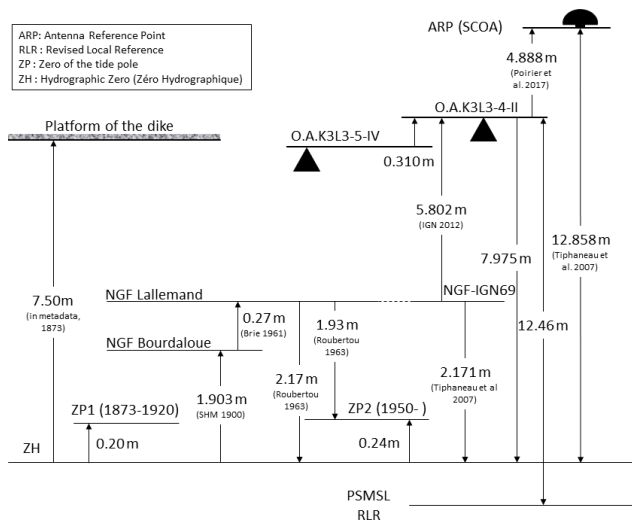 ARP: Antenna Reference Point
RLR : Revised Local Reference
ZP : Zero of the tide pole
ZH : Hydrographic Zero (Zéro Hydrographique)
ARP (SCOA)
4.888 m
(Poirier et
al. 2017)
O.A.K3L3-4-II
Platform of the dike
O.A.K3L3-5-IV
0.310 m
5.802 m
(IGN 2012)
12.858 m
(Tiphaneau et
al. 2007)
7.975 m
7.50 m
(in metadata,
1873)
NGF Lallemand
NGF-IGN69
0.27 m
(Brie 1961)
1.93 m
(Roubertou
1963)
12.46 m
NGF Bourdaloue
2.17 m
(Roubertou
1963)
2.171 m
(Tiphaneau et al
2007)
1.903 m
(SHM 1900)
ZP1 (1873-1920)
ZP2 (1950- )
0.20 m
0.24 m
ZH
PSMSL
RLR